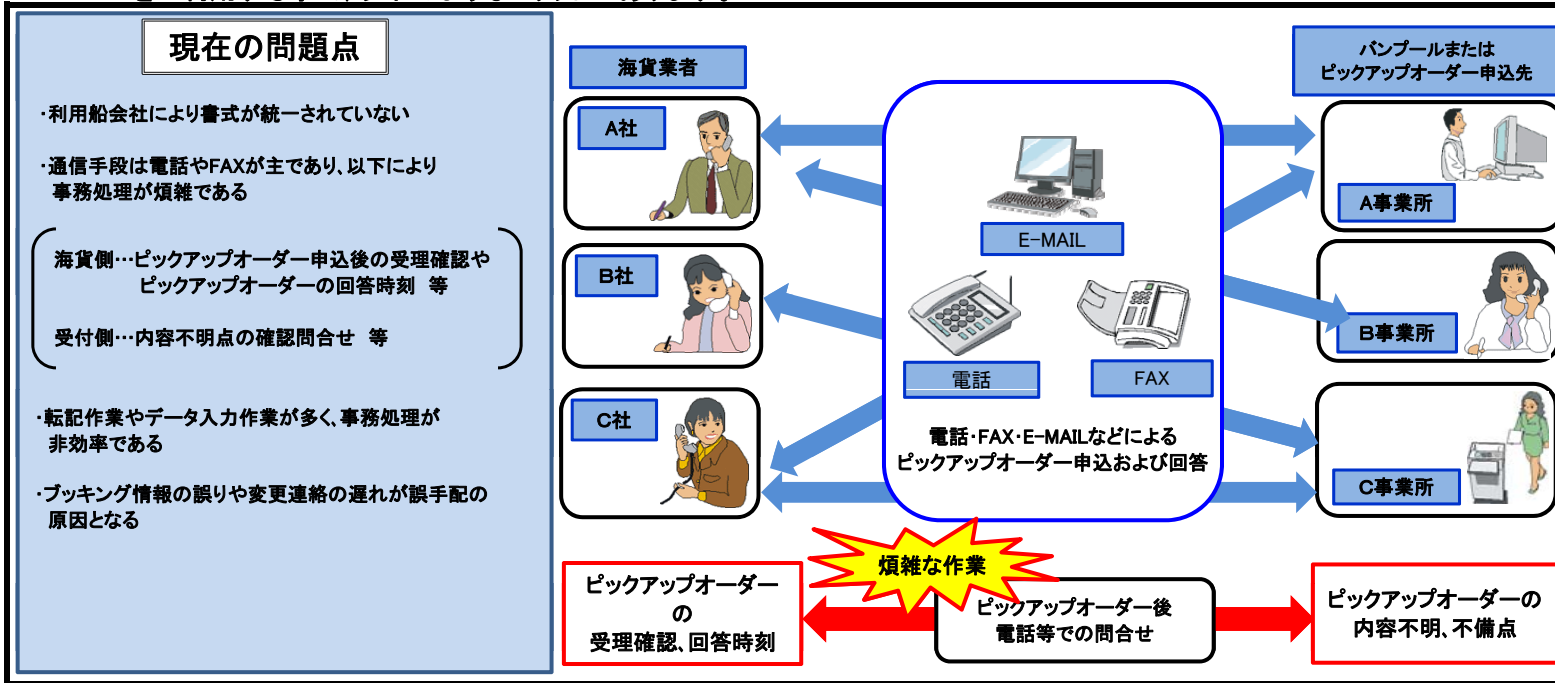 現在の問題点
・利用船会社により書式が統一されていない
・通信手段は電話やFAXが主であり、以下により
事務処理が煩雑である
海貨側…ピックアップオーダー申込後の受理確認や
ピックアップオーダーの回答時刻 等
受付側…内容不明点の確認問合せ 等
・転記作業やデータ入力作業が多く、事務処理が
非効率である
・ブッキング情報の誤りや変更連絡の遅れが誤手配の
原因となる
海貨業者
A社
B社
C社
E-MAIL
電話
FAX
電話・FAX・E-MAILなどによる
ピックアップオーダー申込および回答
バンプールまたは
ピックアップオーダー申込先
A事業所
B事業所
C事業所
煩雑な作業
ピックアップオーダー
の
受理確認、回答時刻
ピックアップオーダー後
電話等での問合せ
ピックアップオーダーの
内容不明、不備点